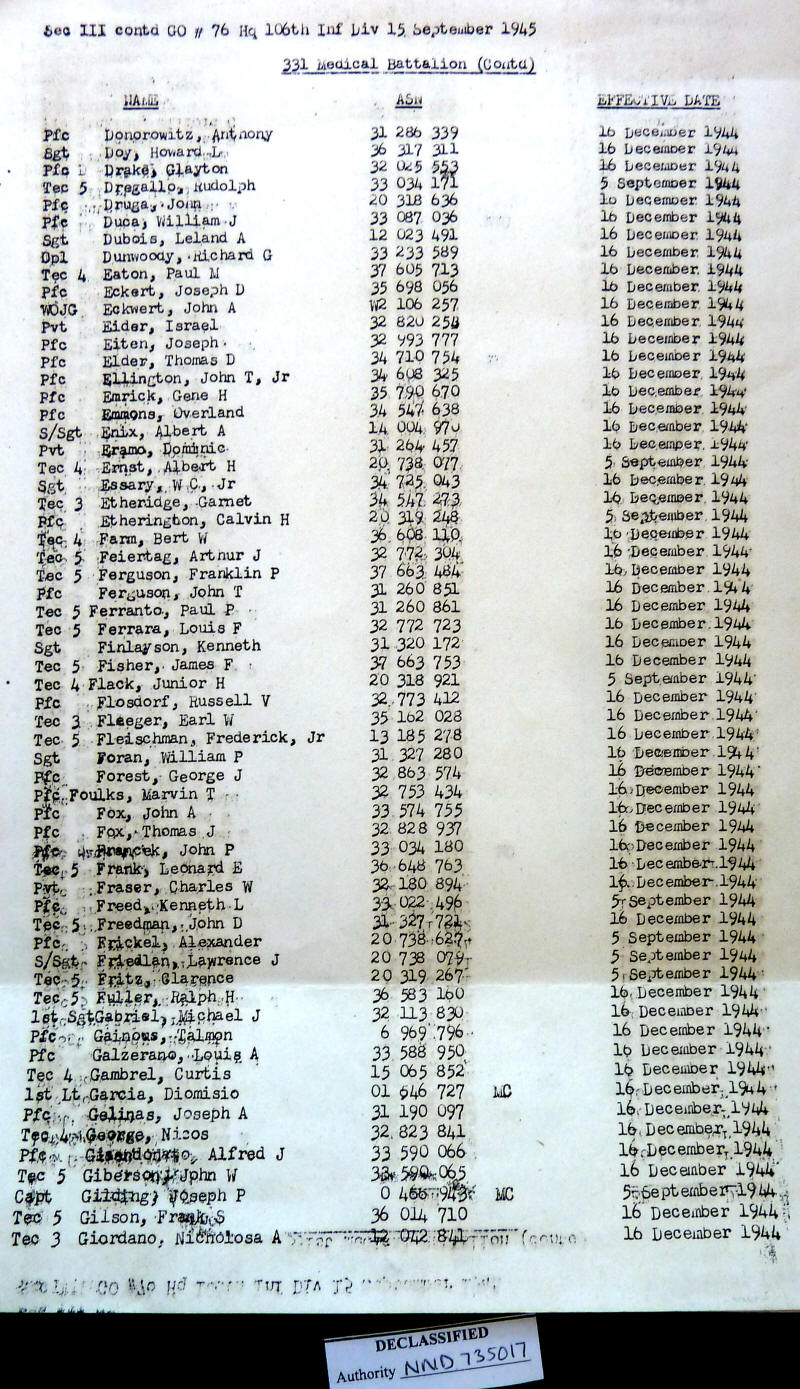 Sec III contd GO # 76 Hq 106th Inf Div 15 September 1945
331 Medical Battalion (Contd)
NAME ASN EFFECTIVE DATE
Pfc Donorowitz, Anthony 31 286 339 16 December 1944
Sgt Doy, Howard L 36 317 311 16 December 1944
Pfc Drake, Clayton 32 025 553 16 December 1944
Tec 5 Dregallo, Rudolph 33 034 171 5 September 1944
Pfc Druga, John 20 318 636 16 December 1944
Pfc Duca, William J 33 087 036 16 December 1944
Sgt Dubois, Leland A 12 023 491 16 December 1944
Cpl Dunwoody, Richard G 33 233 589 16 December 1944
Tec 4 Eaton, Paul M 37 605 713 16 December 1944
Pfc Eckert, Joseph D 35 698 056 16 December 1944
WOJG Eckwert, John A W2 106 257 16 December 1944
Pvt Eider, Israel 32 820 258 16 December 1944
Pfc Eiten, Joseph 32 993 777 16 December 1944
Pfc Elder, Thomas D 34 710 754 16 December 1944
Pfc Ellington, John T, Jr 34 608 325 16 December 1944
Pfc Emrick, Gene H 35 790 670 16 December 1944
Pfc Emmons, Overland 34 547 638 16 December 1944
S/Sgt Enix, Albert A 14 004 970 16 December 1944
Pvt Eramo, Dominic 31 264 457 16 December 1944
Tec 4 Ernst, Albert H 20 738 077 5 September 1944
Sgt Essary, W C, Jr 34 725 043 16 December 1944
Tec 3 Etheridge, Garnet 34 547 273 16 December 1944
Pfc Etherington, Calvin H 20 319 248 5 September 1944
Tec 4 Farm, Bert W 36 608 110 16 December 1944
Tec 5 Feiertag, Arthur J 32 772 304 16 December 1944
Tec 5 Ferguson, Franklin P 37 663 484 16 December 1944
Pfc Ferguson, John T 31 260 851 16 December 1944
Tec 5 Ferranto, Paul P 31 260 861 16 December 1944
Tec 5 Ferrara, Louis F 32 772 723 16 December 1944
Sgt Finlayson, Kenneth 31 320 172 16 December 1944
Tec 5 Fisher, James F 37 663 753 16 December 1944
Tec 4 Flack, Junior H 20 318 921 5 September 1944
Pfc Flosdorf, Russell V 32 773 412 16 December 1944
Tec 3 Fleeger, Earl W 35 162 028 16 December 1944
Tec 5 Fleischman, Frederick, Jr 13 185 278 16 December 1944
Sgt Foran, William P 31 327 280 16 December 1944
Pfc Forest, George J 32 863 574 16 December 1944
Pfc Foulks, Marvin T 32 753 434 16 December 1944
Pfc Fox, John A 33 574 755 16 December 1944
Pfc Fox, Thomas J 32 828 937 16 December 1944
Pfc Francek, John P 33 034 180 16 December 1944
Tec 5 Frank, Leonard E 36 648 763 16 December 1944
Pvt Fraser, Charles W 32 180 894 16 December 1944
Pfc Freed, Kenneth L 33 022 496 5 September 1944
Tec 5 Freedman, John D 31 327 721 16 December 1944
Pfc Frickel, Alexander 20 738 627 5 September 1944
S/Sgt Friedlan, Lawrence J 20 738 079 5 September 1944
Tec 5 Fritz, Clarence 20 319 267 5 September 1944
Tec 5 Fuller, Ralph H 36 583 160 16 December 1944
1st Sgt Gabriel, Michael J 32 113 830 16 December 1944
Pfc Gainous, Talmon 6 969 796 16 December 1944
Pfc Galzerano, Louis A 33 588 950 16 December 1944
Tec 4 Gambrel, Curtis 15 065 852 16 December 1944
1st Lt Garcia, Diomisio 01 546 727 MC 16 December 1944
Pfc Gelinas, Joseph A 31 190 097 16 December 1944
Tec 4 George, Nicos 32 823 841 16 December 1944
Pfc Alfred J 33 590 066 16 December 1944
Tec 5 Giberson, John W 33 590 065 16 December 1944
Capt Gilding, Joseph P 0 MC 5 September 1944
Tec 5 Gilson, Frank S 36 014 710 16 December 1944
Tec 3 Giordano, Nicholosa A 12 042 841 16 December 1944
DECLASSIFIED
Authority NND 735017